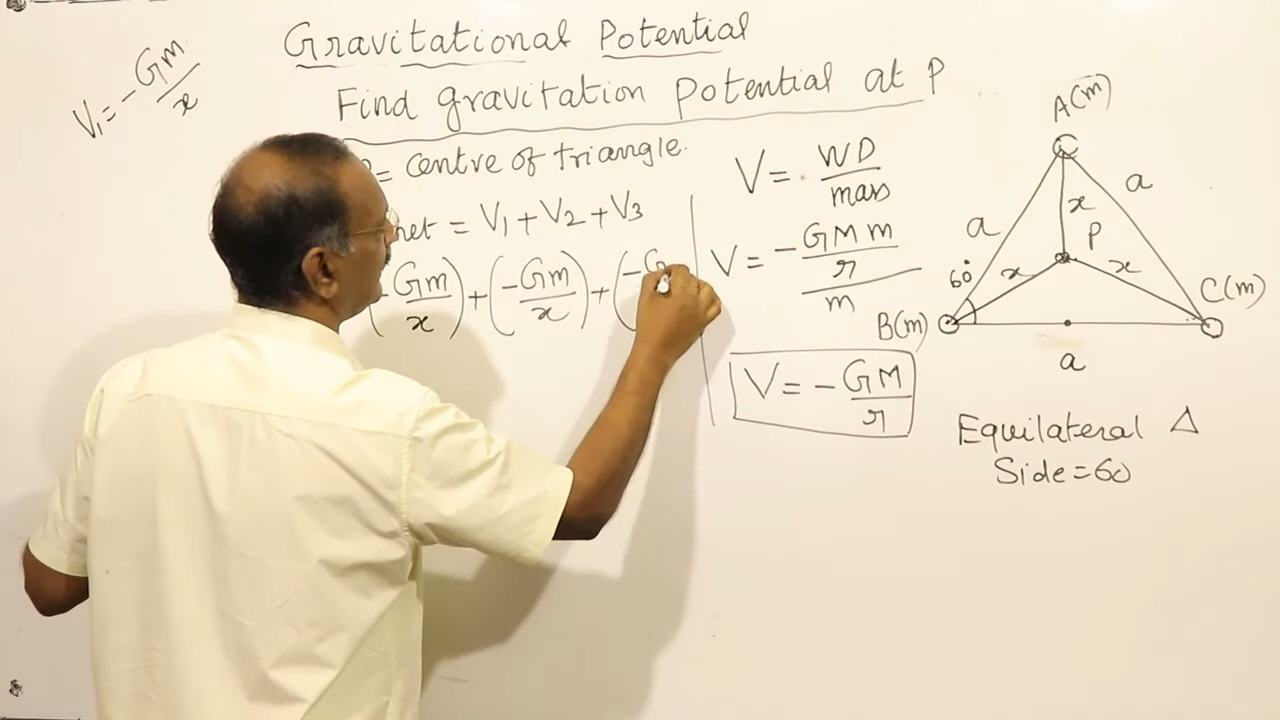 Gravitational Potential
Find gravitation potential at P
V₁ = -Gm/x
= centre of triangle.
net = V₁ + V₂ + V₃
(-Gm/x) + (-Gm/x) + (-G
V = WD/mass
V = -GMm/r / m
V = -GM/r
A(m)
a
a
x
P
60°
x
x
B(m)
C(m)
a
Equilateral Δ
Side = 60